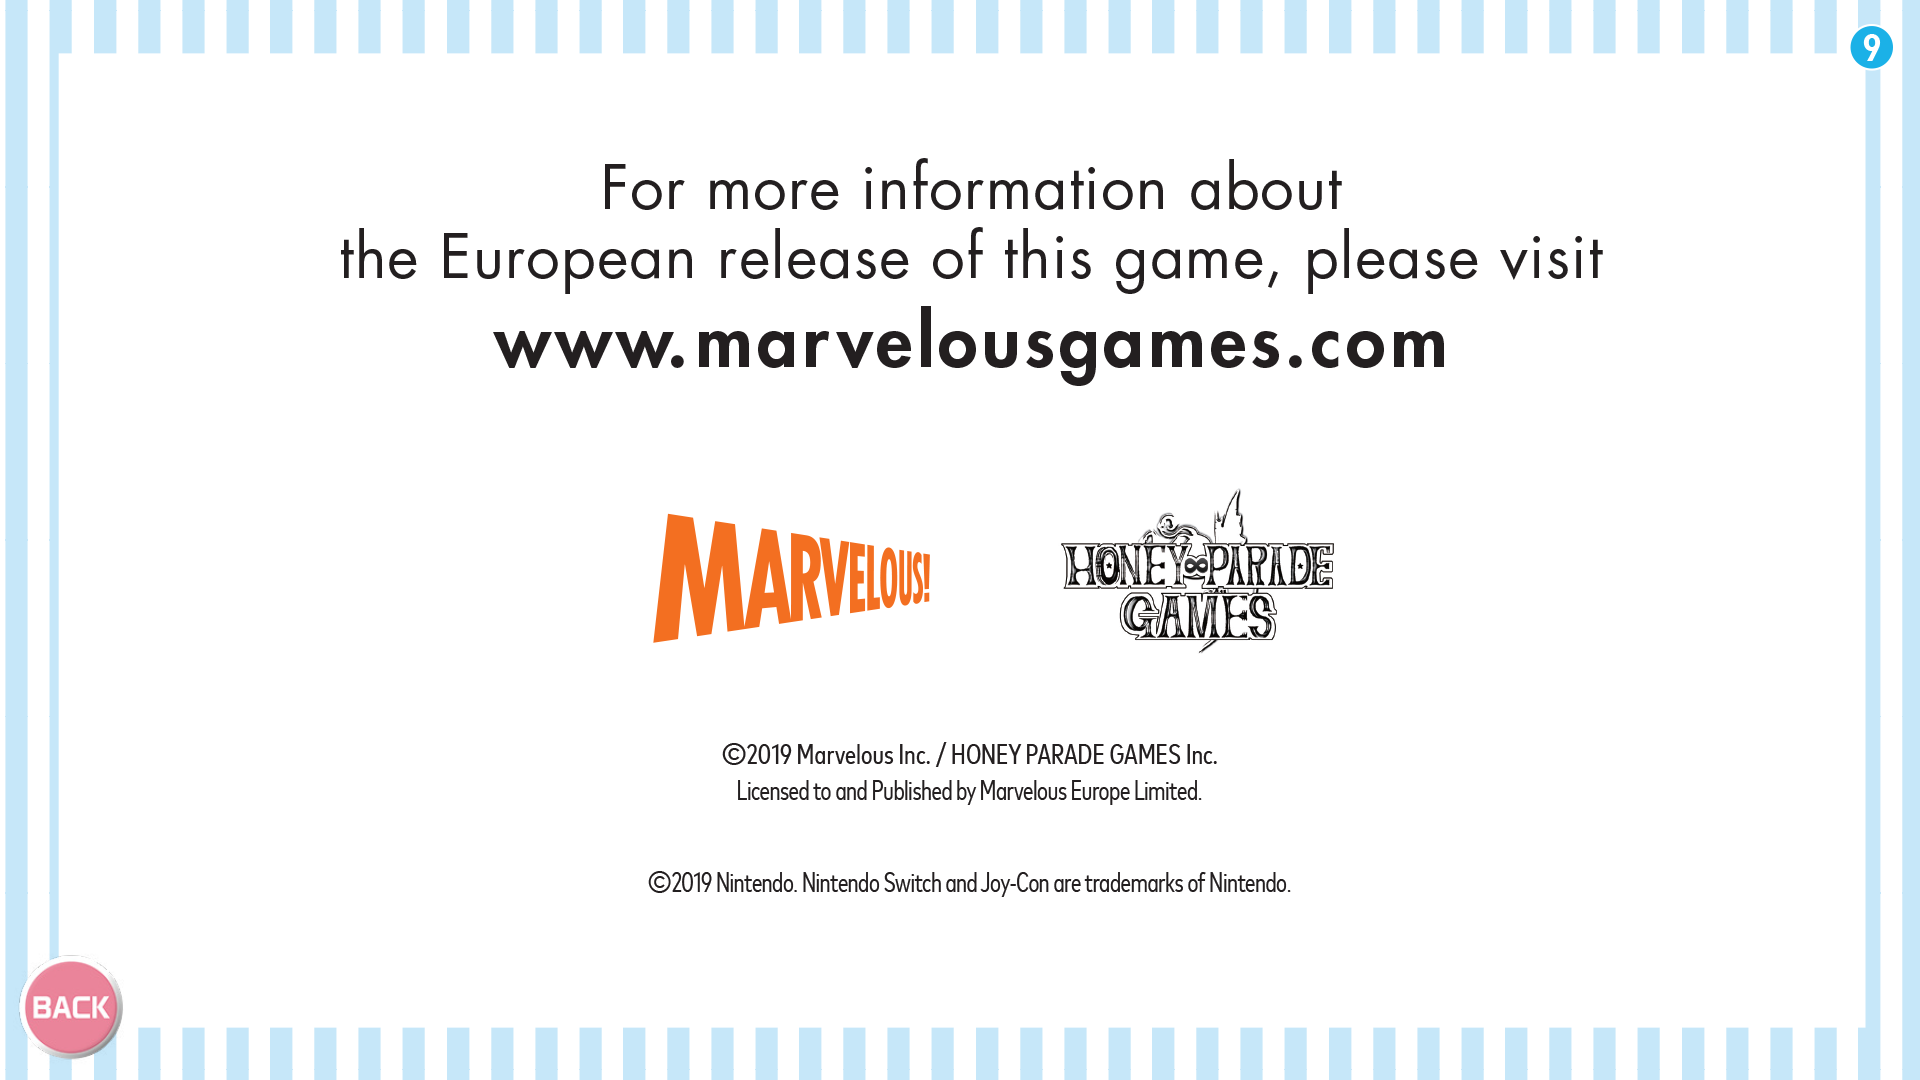 9
For more information about
the European release of this game, please visit
www.marvelousgames.com
MARVELOUS!
HONEY PARADE
GAMES
©2019 Marvelous Inc. / HONEY PARADE GAMES Inc.
Licensed to and Published by Marvelous Europe Limited.
©2019 Nintendo. Nintendo Switch and Joy-Con are trademarks of Nintendo.
BACK